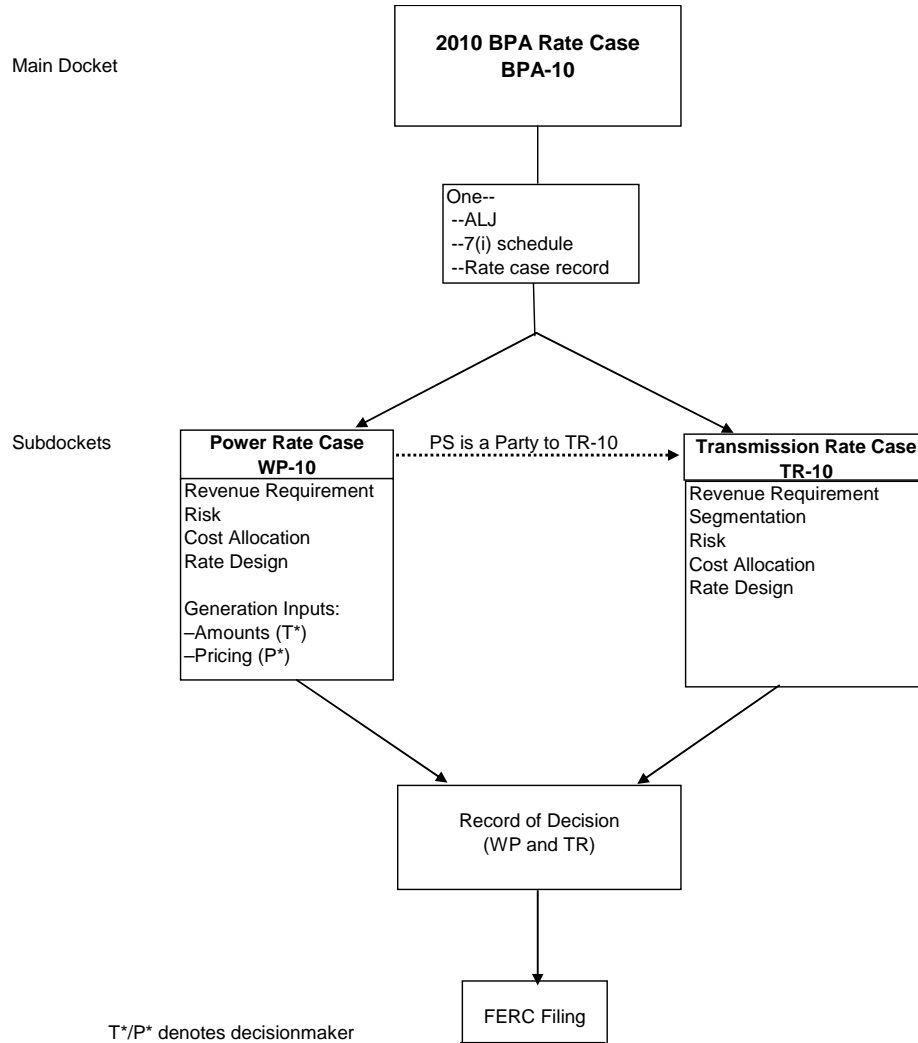 2010 BPA Rate Case
BPA-10
Main Docket
One--
--ALJ
--7(i) schedule
--Rate case record
Subdockets
Power Rate Case
WP-10
Revenue Requirement
Risk
Cost Allocation
Rate Design
Generation Inputs:
–Amounts (T*)
–Pricing (P*)
PS is a Party to TR-10
Transmission Rate Case
TR-10
Revenue Requirement
Segmentation
Risk
Cost Allocation
Rate Design
Record of Decision
(WP and TR)
FERC Filing
T*/P* denotes decisionmaker